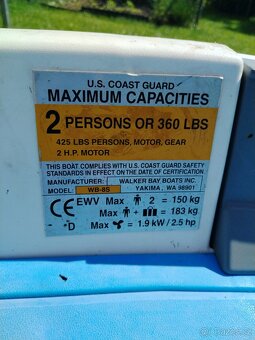 U.S. COAST GUARD
MAXIMUM CAPACITIES
2 PERSONS OR 360 LBS
425 LBS PERSONS, MOTOR, GEAR
2 H.P. MOTOR
THIS BOAT COMPLIES WITH U.S. COAST GUARD SAFETY
STANDARDS IN EFFECT ON THE DATE OF CERTIFICATION
MANUFACTURER: WALKER BAY BOATS INC.
MODEL: WB-8S YAKIMA, WA 98901
CE EWV Max 2 = 150 kg
Max + = 183 kg
D Max = 1.9 kW / 2.5 hp